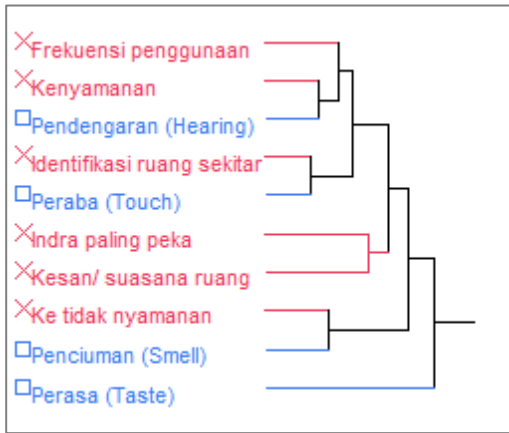 Frekuensi penggunaan
Kenyamanan
Pendengaran (Hearing)
Identifikasi ruang sekitar
Peraba (Touch)
Indra paling peka
Kesan/ suasana ruang
Ke tidak nyamanan
Penciuman (Smell)
Perasa (Taste)